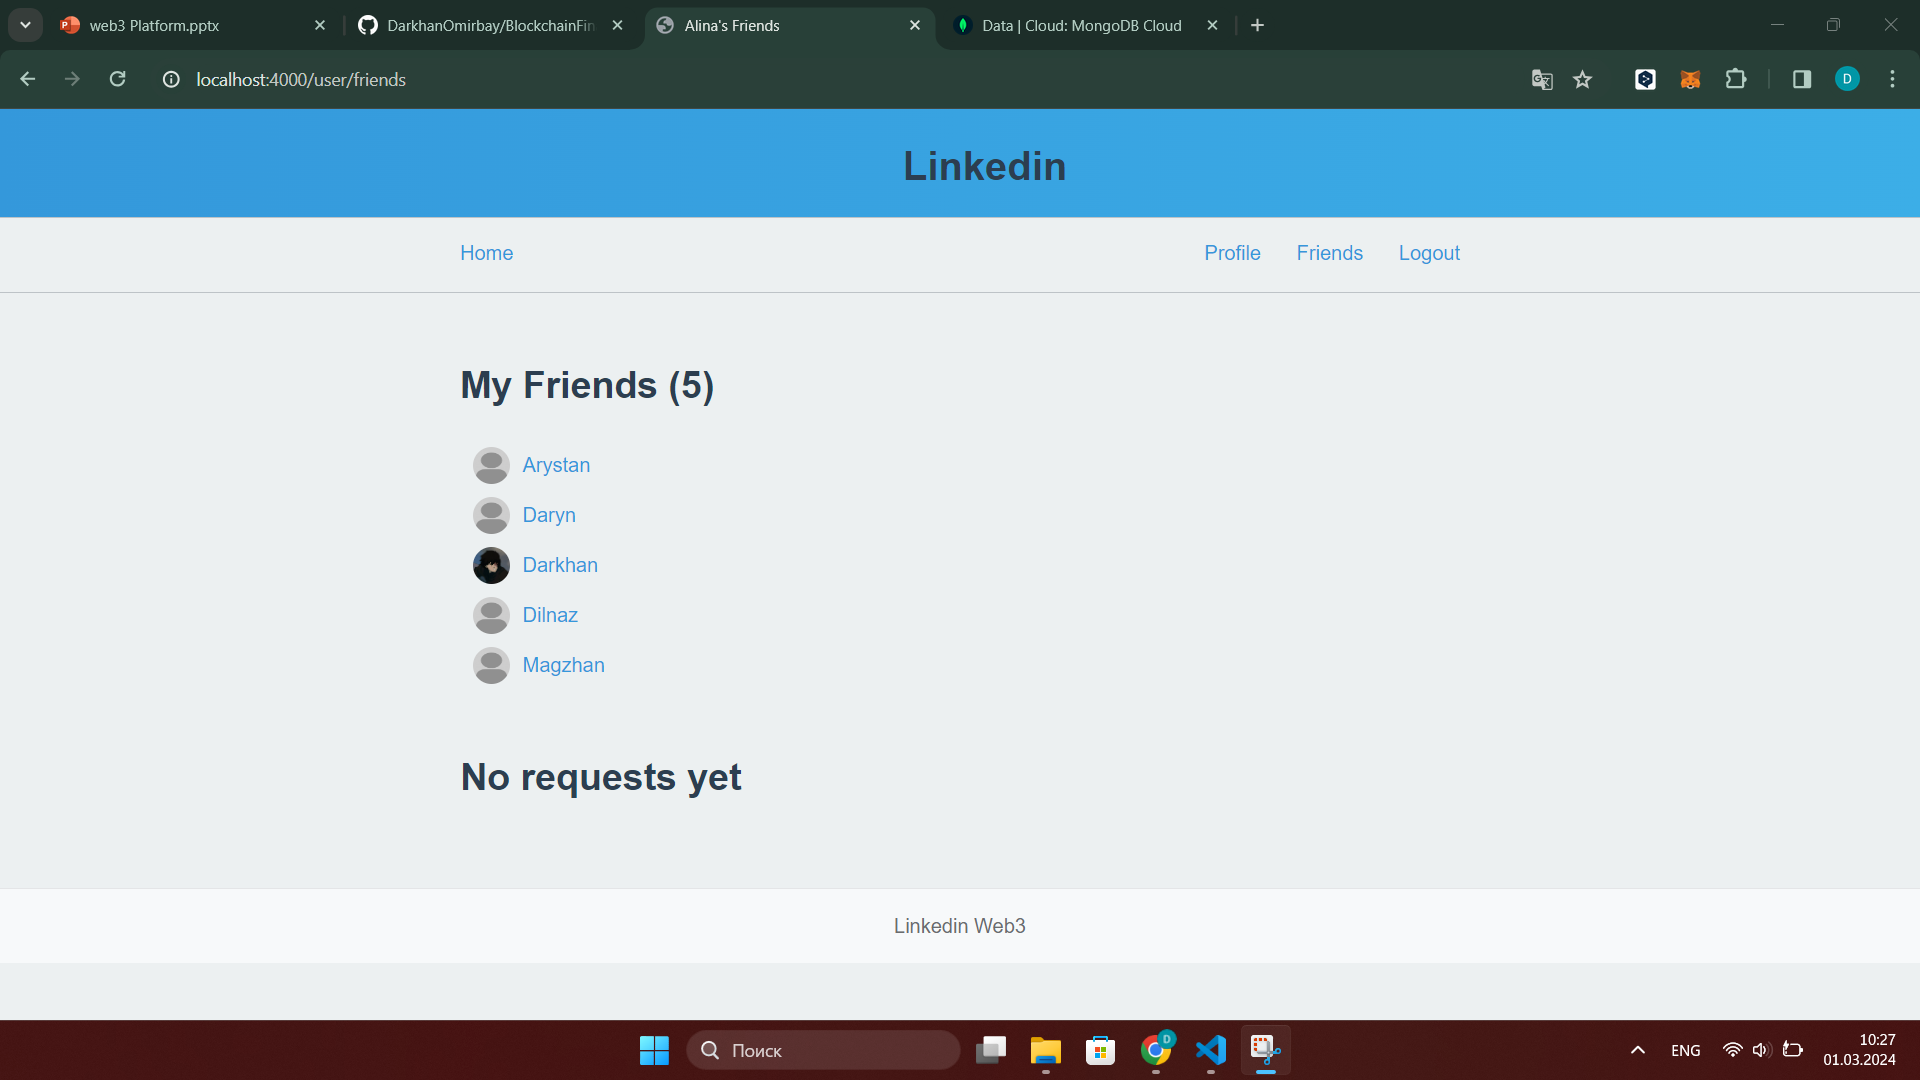 web3 Platform.pptx
DarkhanOmirbay/BlockchainFin
Alina's Friends
Data | Cloud: MongoDB Cloud
localhost:4000/user/friends
D
Linkedin
Home
Profile
Friends
Logout
My Friends (5)
Arystan
Daryn
Darkhan
Dilnaz
Magzhan
No requests yet
Linkedin Web3
Поиск
D
ENG
10:27
01.03.2024